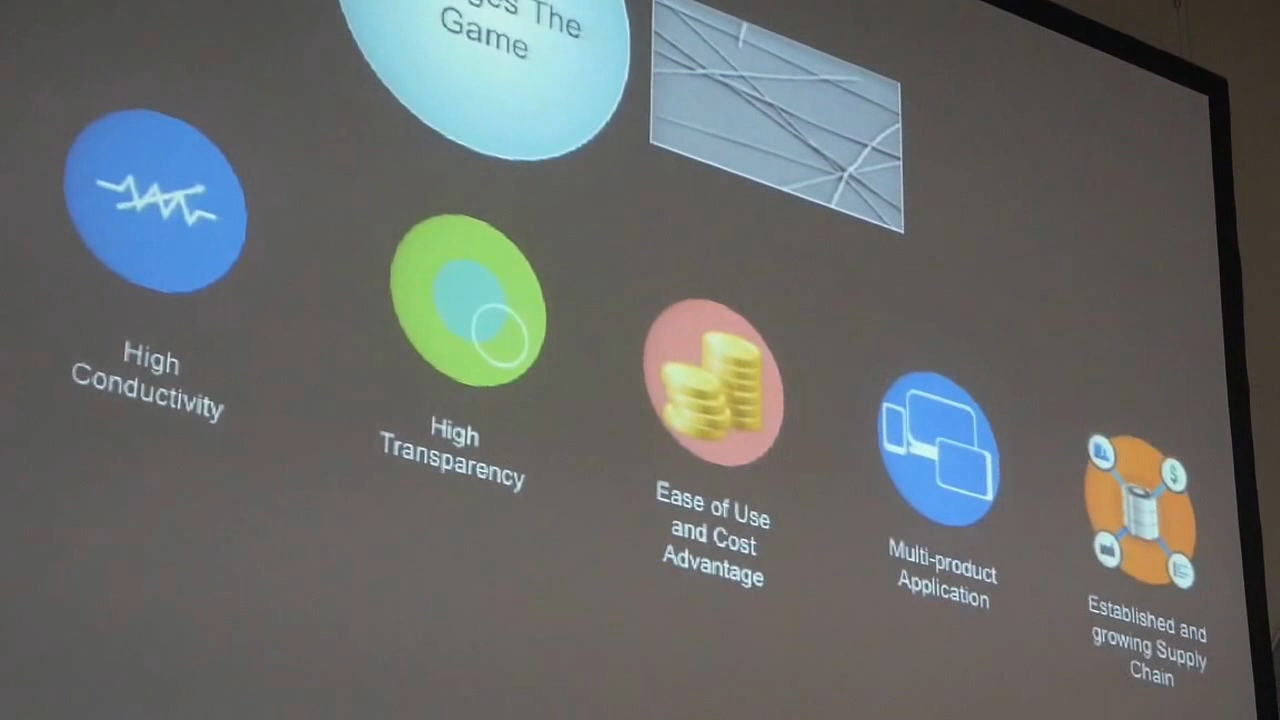 The
Game
High
Conductivity
High
Transparency
Ease of Use
and Cost
Advantage
Multi-product
Application
Established and
growing Supply
Chain
$